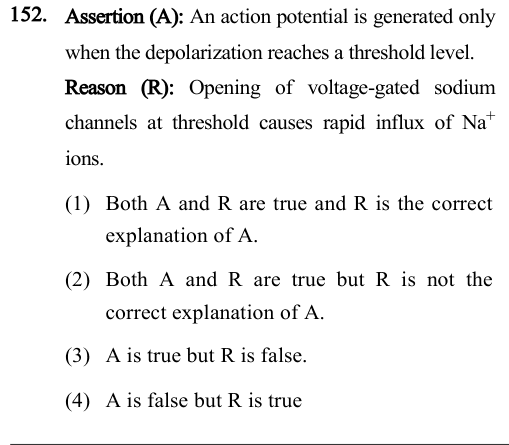 152. Assertion (A): An action potential is generated only
when the depolarization reaches a threshold level.
Reason (R): Opening of voltage-gated sodium
channels at threshold causes rapid influx of Na⁺
ions.
(1) Both A and R are true and R is the correct
explanation of A.
(2) Both A and R are true but R is not the
correct explanation of A.
(3) A is true but R is false.
(4) A is false but R is true